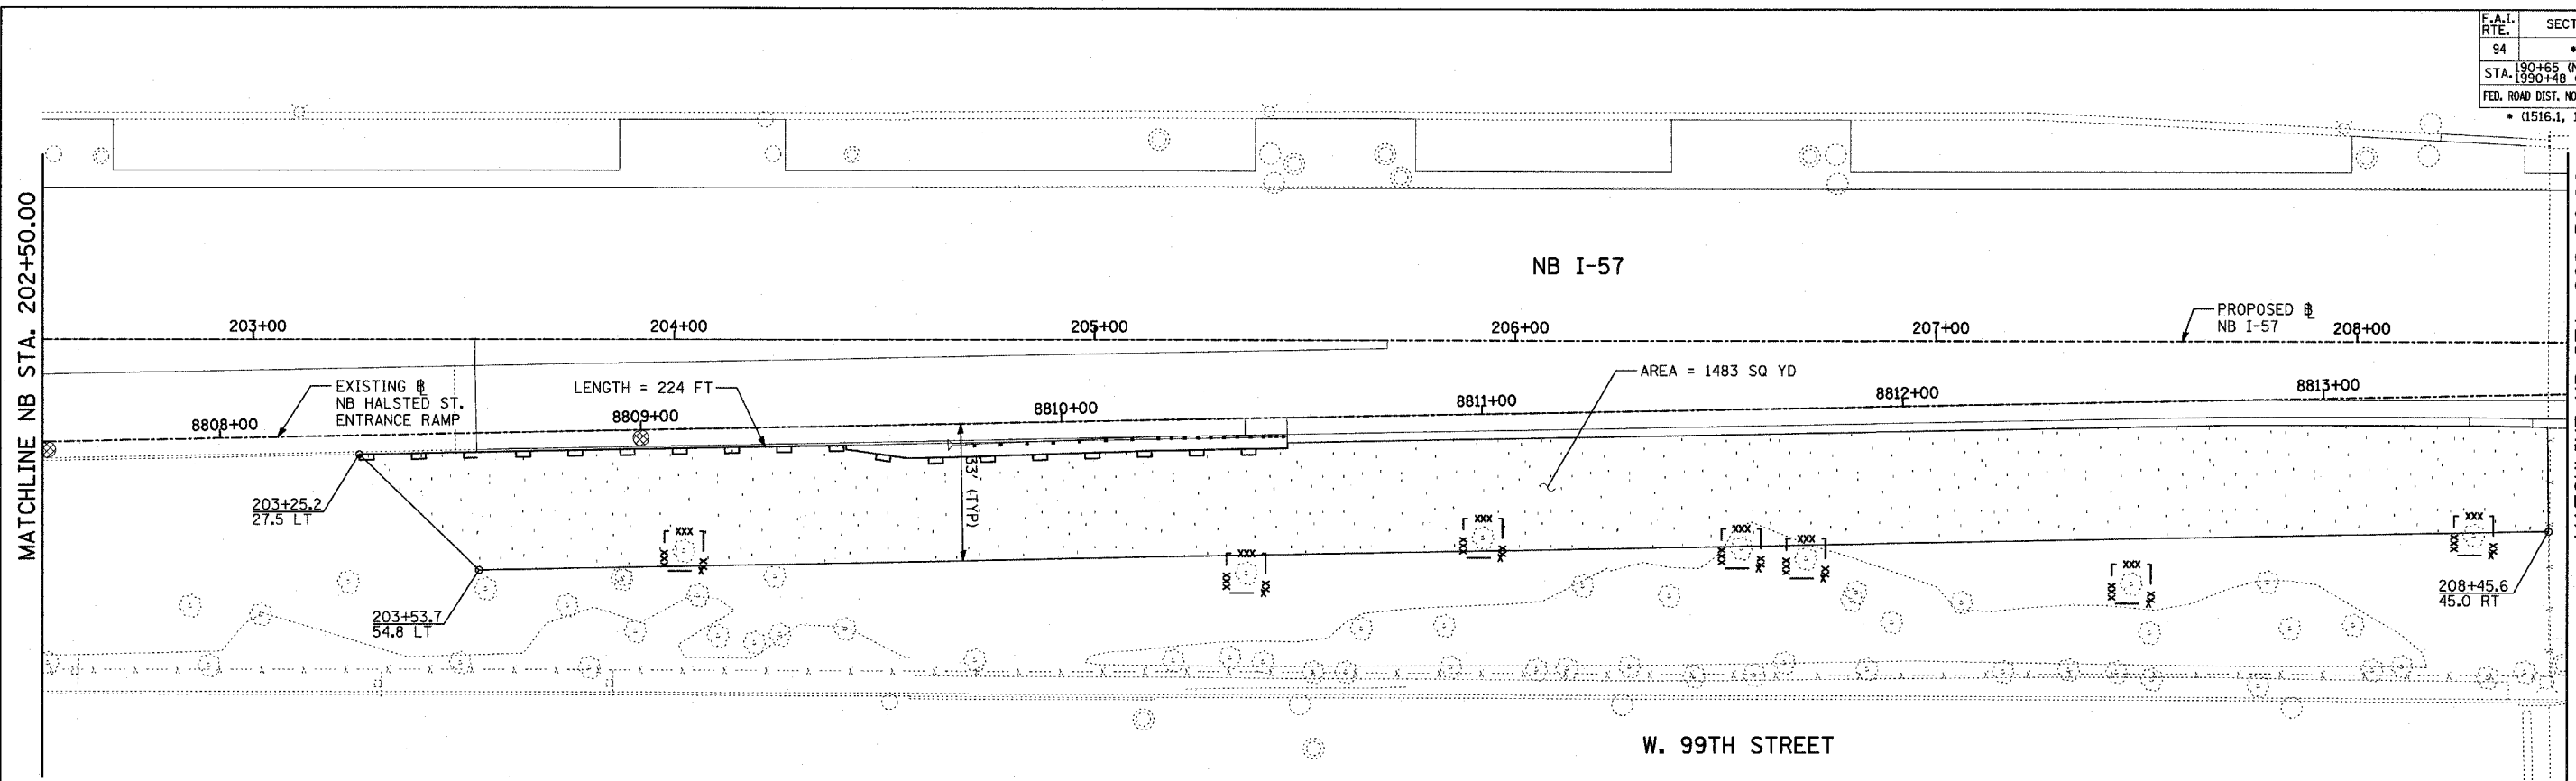 F.A.I. RTE. SECT
94 *
STA. 190+65 (N
1990+48
FED. ROAD DIST. NO
* (1516.1, 1
MATCHLINE NB STA. 202+50.00
NB I-57
203+00
204+00
205+00
206+00
207+00
208+00
PROPOSED ℄
NB I-57
EXISTING ℄
NB HALSTED ST.
ENTRANCE RAMP
LENGTH = 224 FT
AREA = 1483 SQ YD
8808+00
8809+00
8810+00
8811+00
8812+00
8813+00
33' (TYP)
203+25.2
27.5 LT
203+53.7
54.8 LT
208+45.6
45.0 RT
W. 99TH STREET